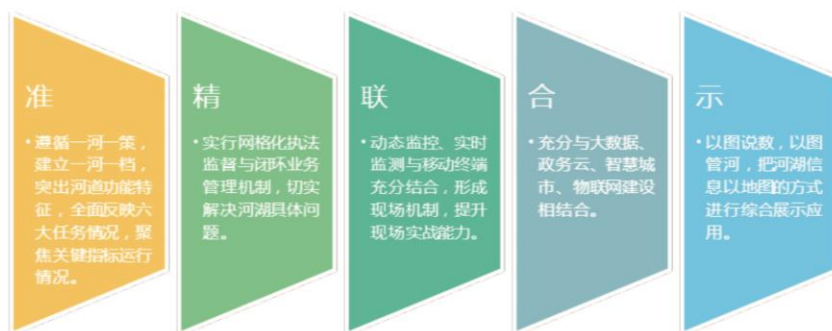 准
• 遵循一河一策，
建立一河一档，
突出河道功能特
征，全面反映六
大任务情况，聚
焦关键指标运行
情况。
精
• 实行网格化执法
监督与闭环业务
管理机制，切实
解决河湖具体问
题。
联
• 动态监控、实时
监测与移动终端
充分结合，形成
现场机制，提升
现场实战能力。
合
• 充分与大数据、
政务云、智慧城
市、物联网建设
相结合。
示
• 以图说数，以图
管河，把河湖信
息以地图的方式
进行综合展示应
用。